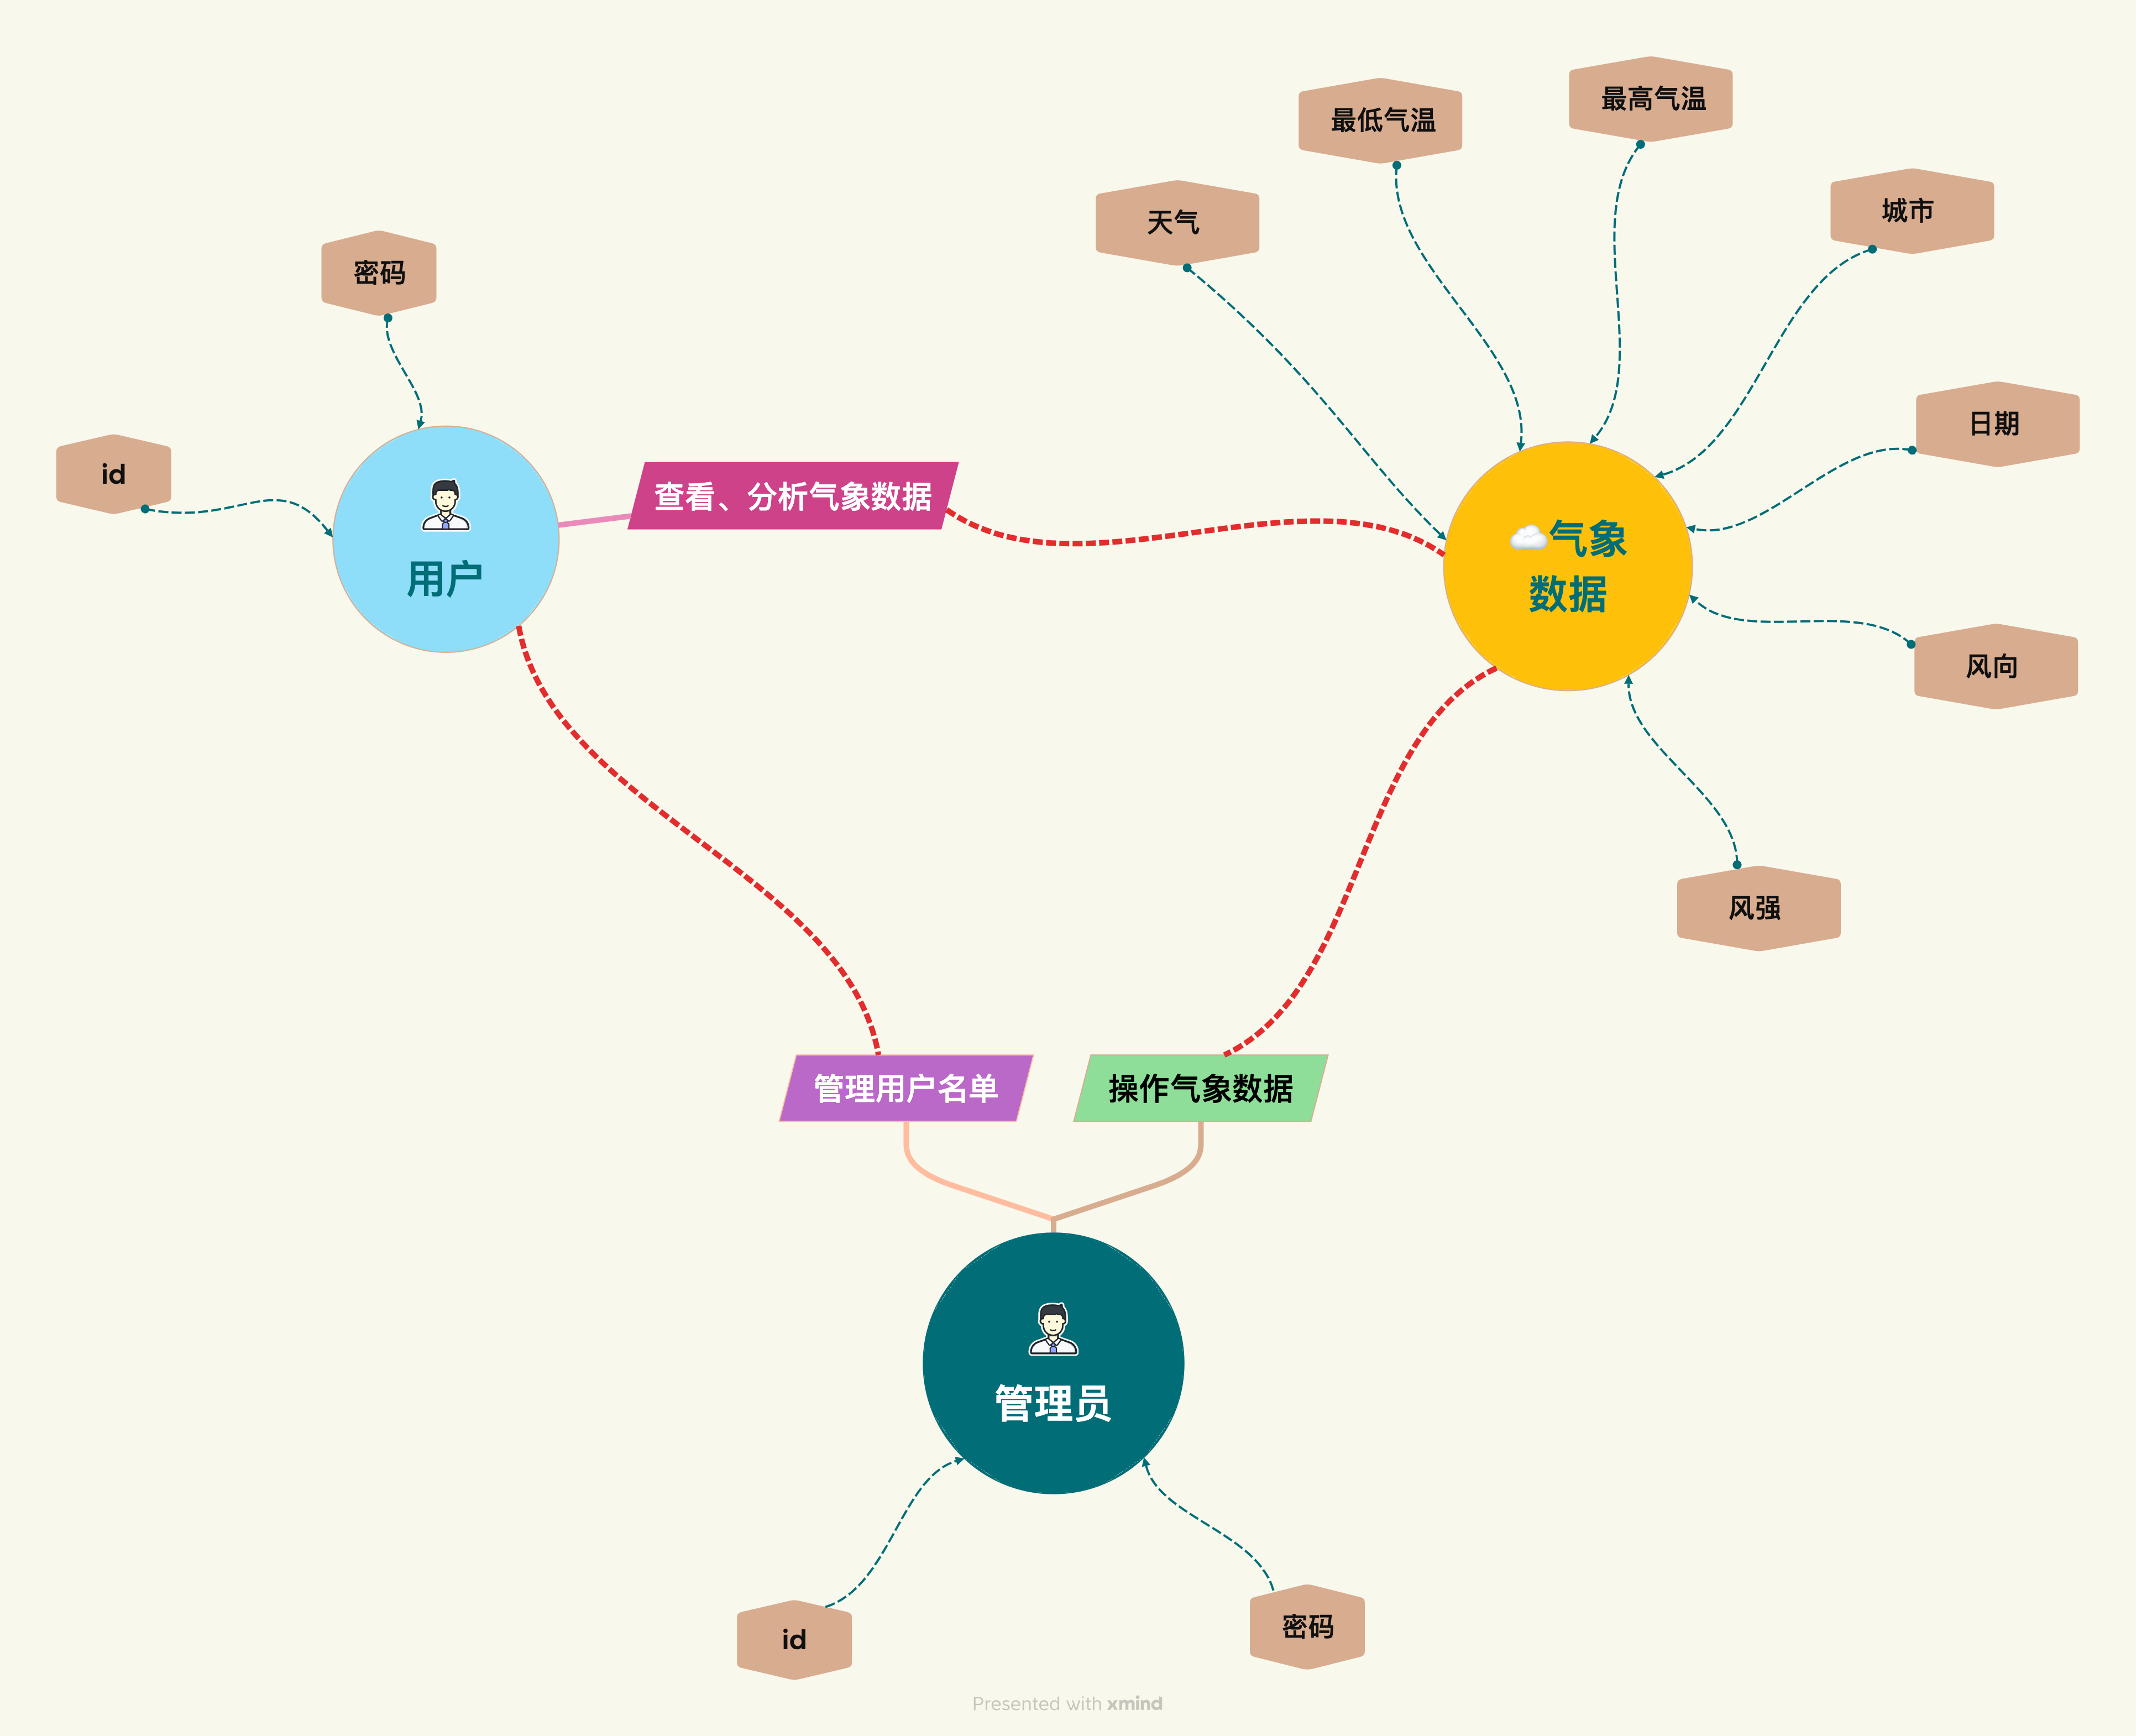 最高气温
最低气温
城市
天气
密码
日期
id
查看、分析气象数据
气象
数据
用户
风向
风强
管理用户名单
操作气象数据
管理员
id
密码
Presented with xmind